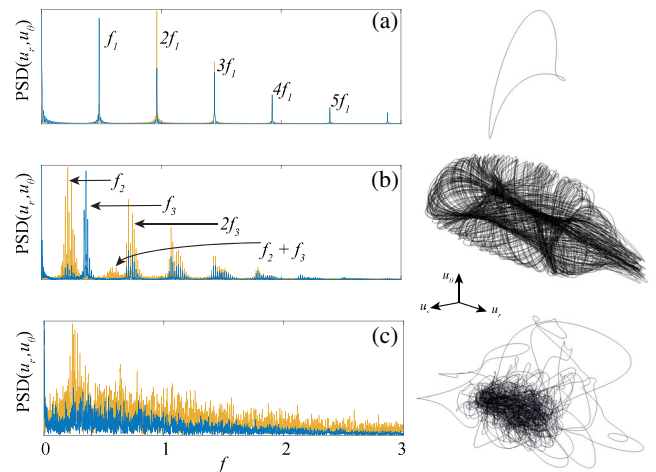 PSD(u_r, u_θ)
(a)
f_1
2f_1
3f_1
4f_1
5f_1
PSD(u_r, u_θ)
(b)
f_2
f_3
2f_3
f_2 + f_3
u_θ
u_r
PSD(u_r, u_θ)
(c)
0 1 2 3
f